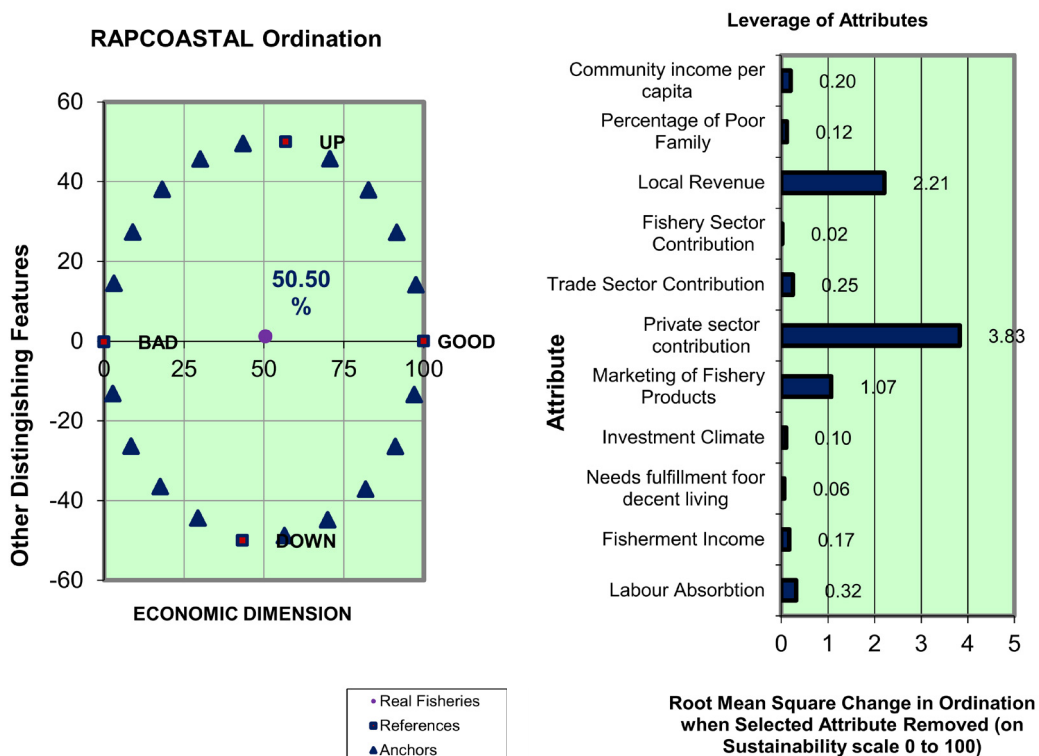 RAPCOASTAL Ordination
60
40
20
0
-20
-40
-60
Other Distingishing Features
UP
50.50
%
BAD
GOOD
0 25 50 75 100
DOWN
ECONOMIC DIMENSION
Real Fisheries
References
Anchors
Leverage of Attributes
Attribute
Community income per
capita
0.20
Percentage of Poor
Family
0.12
Local Revenue
2.21
Fishery Sector
Contribution
0.02
Trade Sector Contribution
0.25
Private sector
contribution
3.83
Marketing of Fishery
Products
1.07
Investment Climate
0.10
Needs fulfillment foor
decent living
0.06
Fisherment Income
0.17
Labour Absorbtion
0.32
0 1 2 3 4 5
Root Mean Square Change in Ordination
when Selected Attribute Removed (on
Sustainability scale 0 to 100)